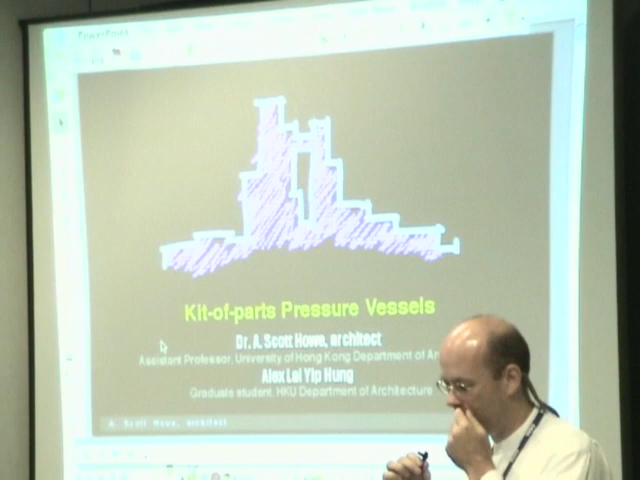 PowerPoint
Kit-of-parts Pressure Vessels
Dr. A. Scott Howe, architect
Assistant Professor, University of Hong Kong Department of Ar
Alex Lai Yip Hung
Graduate student, HKU Department of Architecture
A. Scott Howe, architect